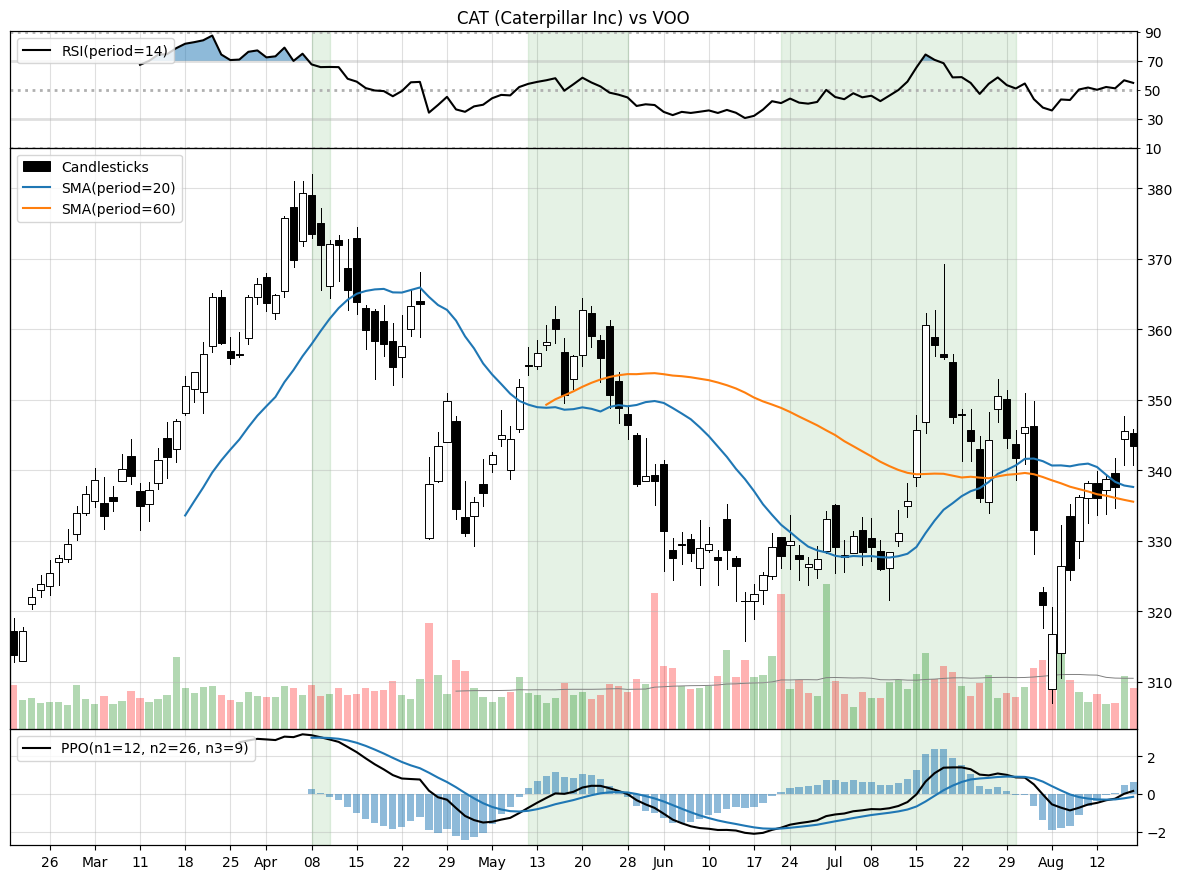 CAT (Caterpillar Inc) vs VOO
RSI(period=14)
90
70
50
30
10
Candlesticks
SMA(period=20)
SMA(period=60)
380
370
360
350
340
330
320
310
PPO(n1=12, n2=26, n3=9)
2
0
−2
26 Mar 11 18 25 Apr 08 15 22 29 May 13 20 28 Jun 10 17 24 Jul 08 15 22 29 Aug 12